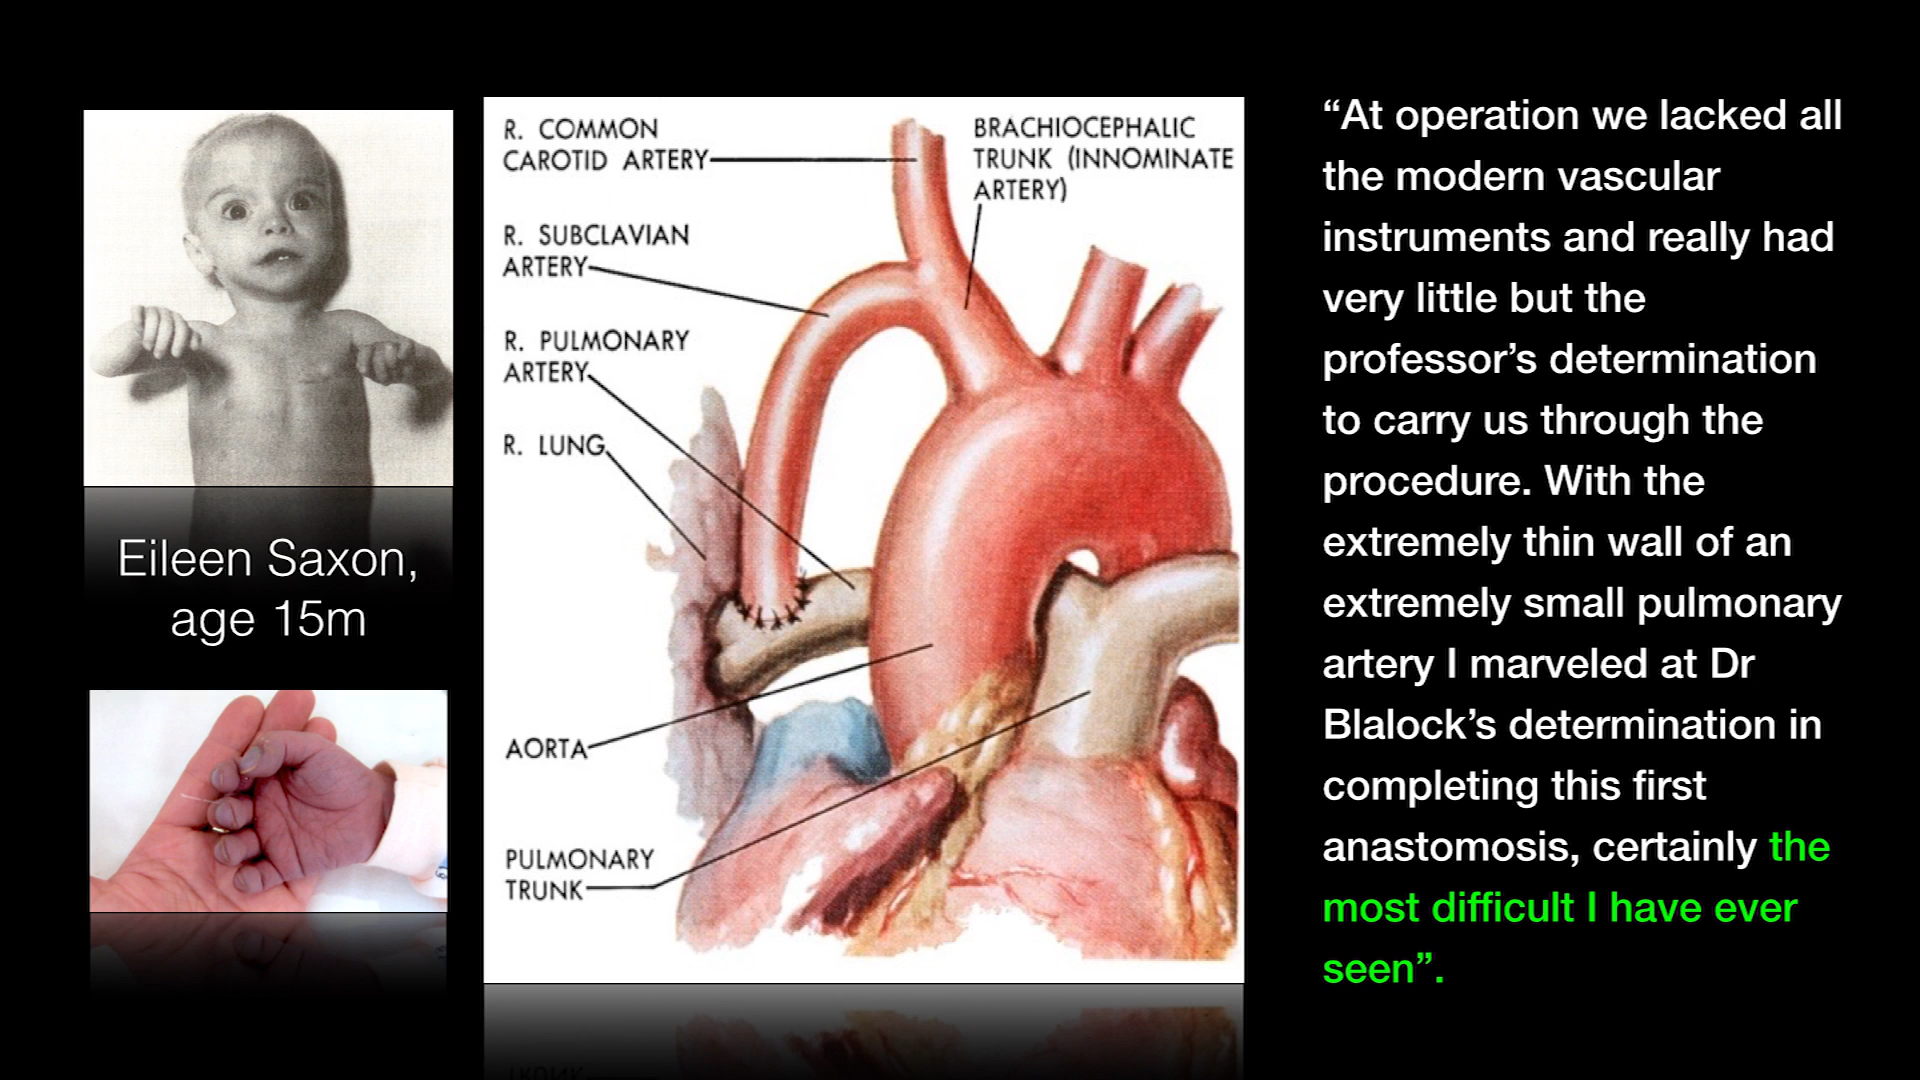 Eileen Saxon,
age 15m
R. COMMON
CAROTID ARTERY
BRACHIOCEPHALIC
TRUNK (INNOMINATE
ARTERY)
R. SUBCLAVIAN
ARTERY
R. PULMONARY
ARTERY
R. LUNG
AORTA
PULMONARY
TRUNK
“At operation we lacked all
the modern vascular
instruments and really had
very little but the
professor’s determination
to carry us through the
procedure. With the
extremely thin wall of an
extremely small pulmonary
artery I marveled at Dr
Blalock’s determination in
completing this first
anastomosis, certainly the
most difficult I have ever
seen”.